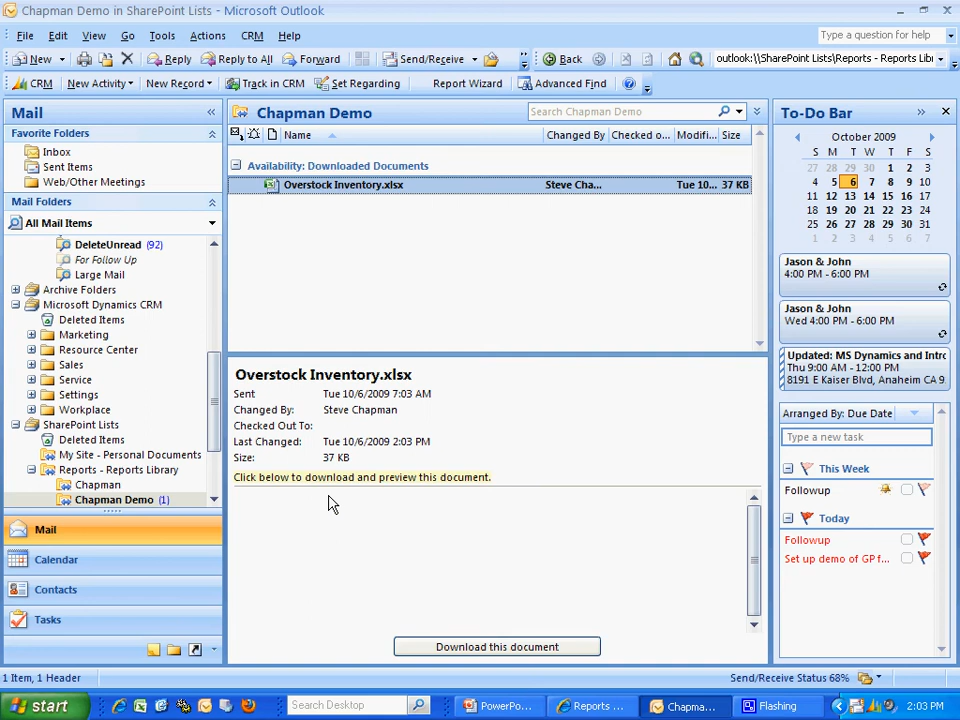 Chapman Demo in SharePoint Lists - Microsoft Outlook
File Edit View Go Tools Actions CRM Help
Type a question for help
New Reply Reply to All Forward Send/Receive Back outlook:\\SharePoint Lists\Reports - Reports Libr
CRM New Activity New Record Track in CRM Set Regarding Report Wizard Advanced Find
Mail
Favorite Folders
Inbox
Sent Items
Web/Other Meetings
Mail Folders
All Mail Items
DeleteUnread (92)
For Follow Up
Large Mail
Archive Folders
Microsoft Dynamics CRM
Deleted Items
Marketing
Resource Center
Sales
Service
Settings
Workplace
SharePoint Lists
Deleted Items
My Site - Personal Documents
Reports - Reports Library
Chapman
Chapman Demo (1)
Mail
Calendar
Contacts
Tasks
Chapman Demo
Search Chapman Demo
Name Changed By Checked o... Modifi... Size
Availability: Downloaded Documents
Overstock Inventory.xlsx Steve Cha... Tue 10... 37 KB
Overstock Inventory.xlsx
Sent Tue 10/6/2009 7:03 AM
Changed By: Steve Chapman
Checked Out To:
Last Changed: Tue 10/6/2009 2:03 PM
Size: 37 KB
Click below to download and preview this document.
Download this document
To-Do Bar
October 2009
S M T W T F S
27 28 29 30 1 2 3
4 5 6 7 8 9 10
11 12 13 14 15 16 17
18 19 20 21 22 23 24
25 26 27 28 29 30 31
1 2 3 4 5 6 7
Jason & John
4:00 PM - 6:00 PM
Jason & John
Wed 4:00 PM - 6:00 PM
Updated: MS Dynamics and Intro
Thu 9:00 AM - 12:00 PM
8191 E Kaiser Blvd, Anaheim CA 9
Arranged By: Due Date
Type a new task
This Week
Followup
Today
Followup
Set up demo of GP f...
1 Item, 1 Header
Send/Receive Status 68%
start
Search Desktop
PowerPo...
Reports ...
Chapma...
Flashing
2:03 PM